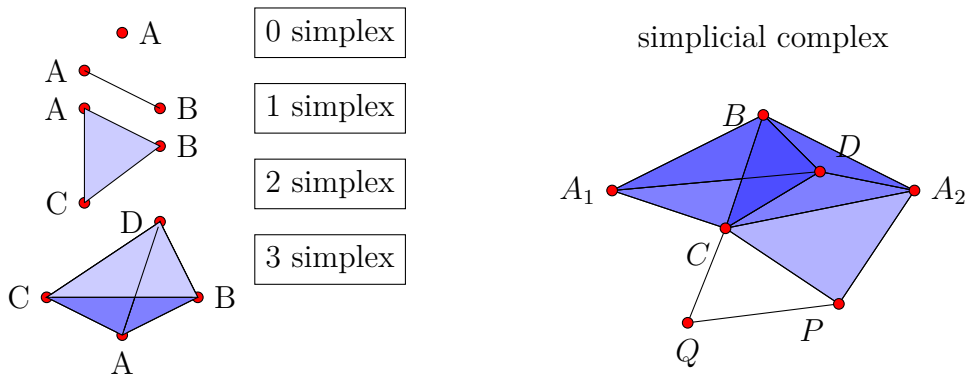 A
0 simplex
simplicial complex
A
B
1 simplex
A
B
C
2 simplex
D
3 simplex
C
B
A
B
D
A₁
A₂
C
P
Q